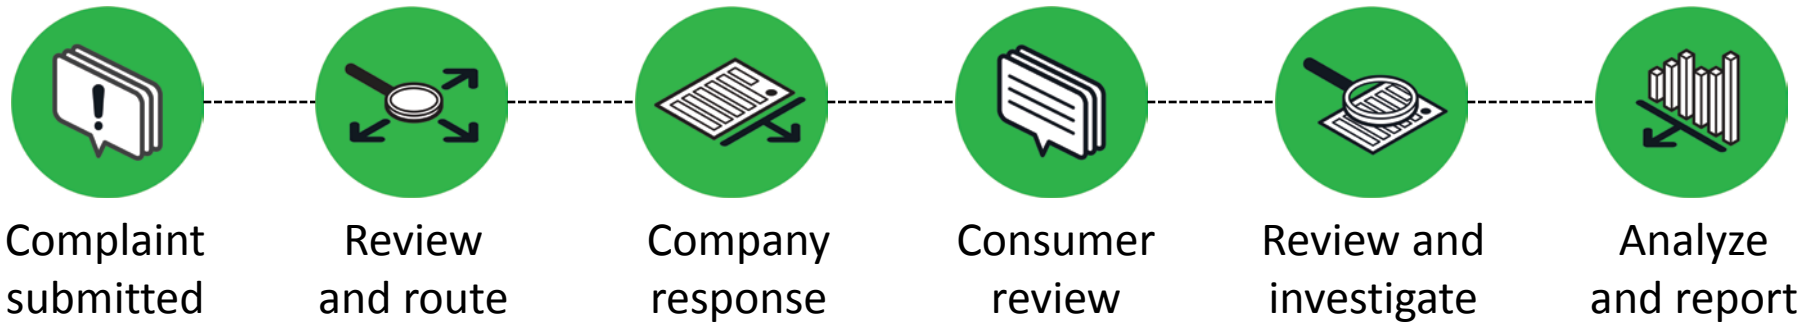 Complaint
submitted
Review
and route
Company
response
Consumer
review
Review and
investigate
Analyze
and report